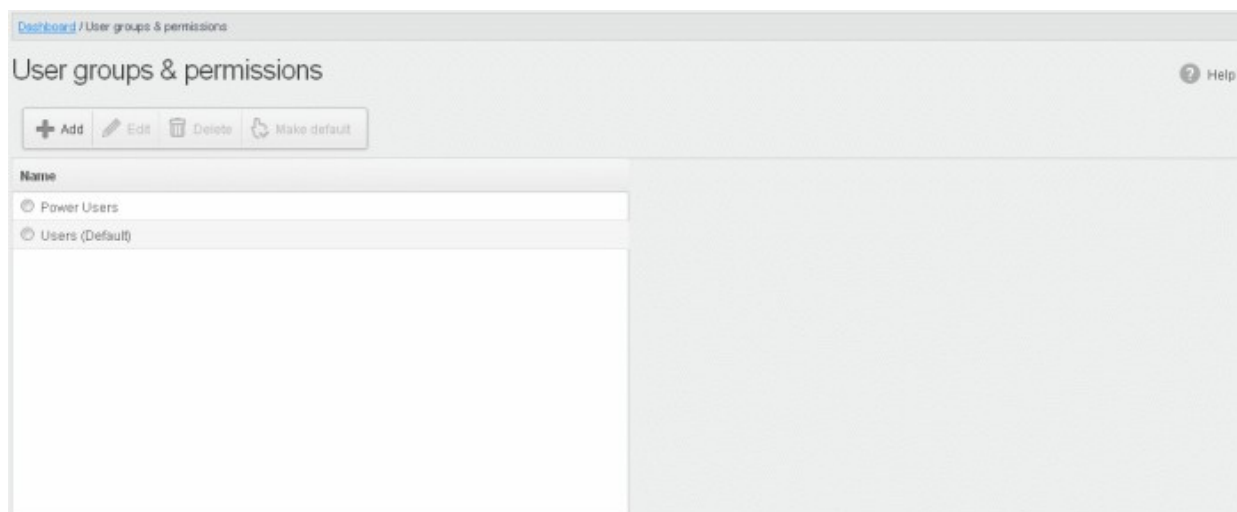 Dashboard / User groups & permissions
User groups & permissions
Help
Add Edit Delete Make default
Name
Power Users
Users (Default)